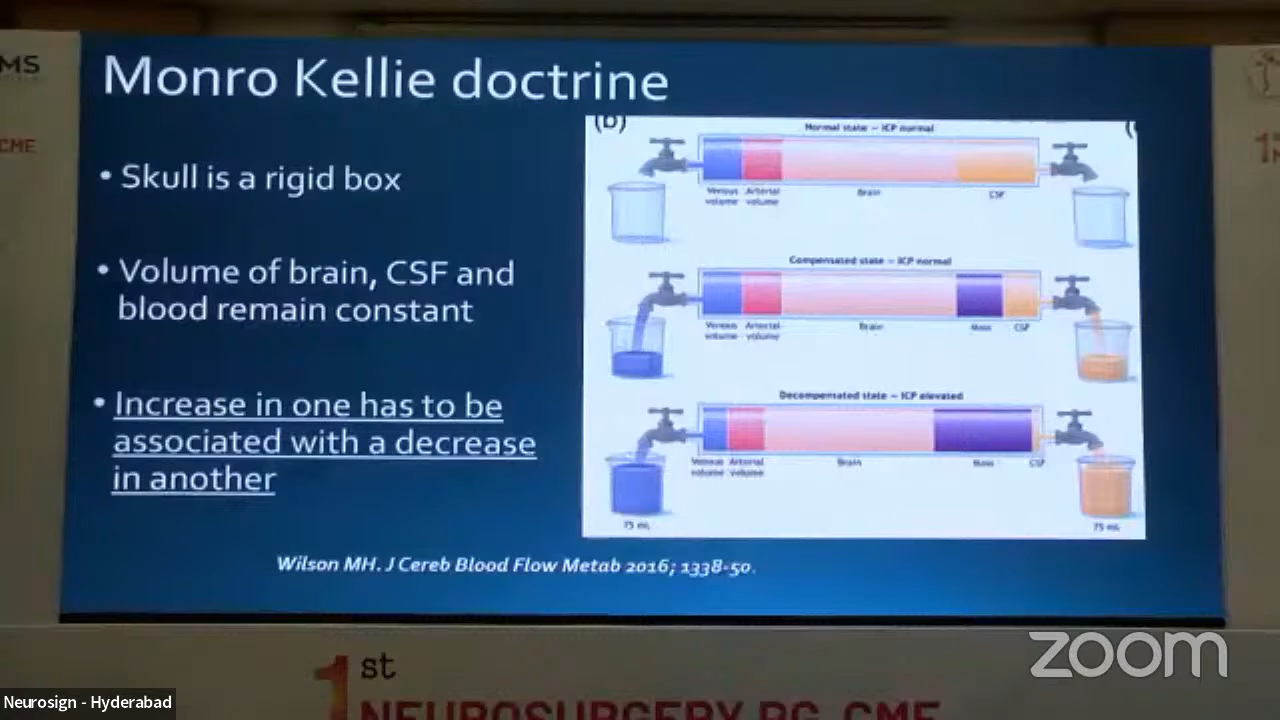 MS
CME
Monro Kellie doctrine
• Skull is a rigid box
• Volume of brain, CSF and
blood remain constant
• Increase in one has to be
associated with a decrease
in another
(b)
Normal state – ICP normal
Venous Arterial Brain CSF
volume volume
Compensated state – ICP normal
Venous Arterial Brain Mass CSF
volume volume
Decompensated state – ICP elevated
Venous Arterial Brain Mass CSF
volume volume
75 mL 75 mL
Wilson MH. J Cereb Blood Flow Metab 2016; 1338-50.
zoom
1st
NEUROSURGERY PG CME
Neurosign - Hyderabad